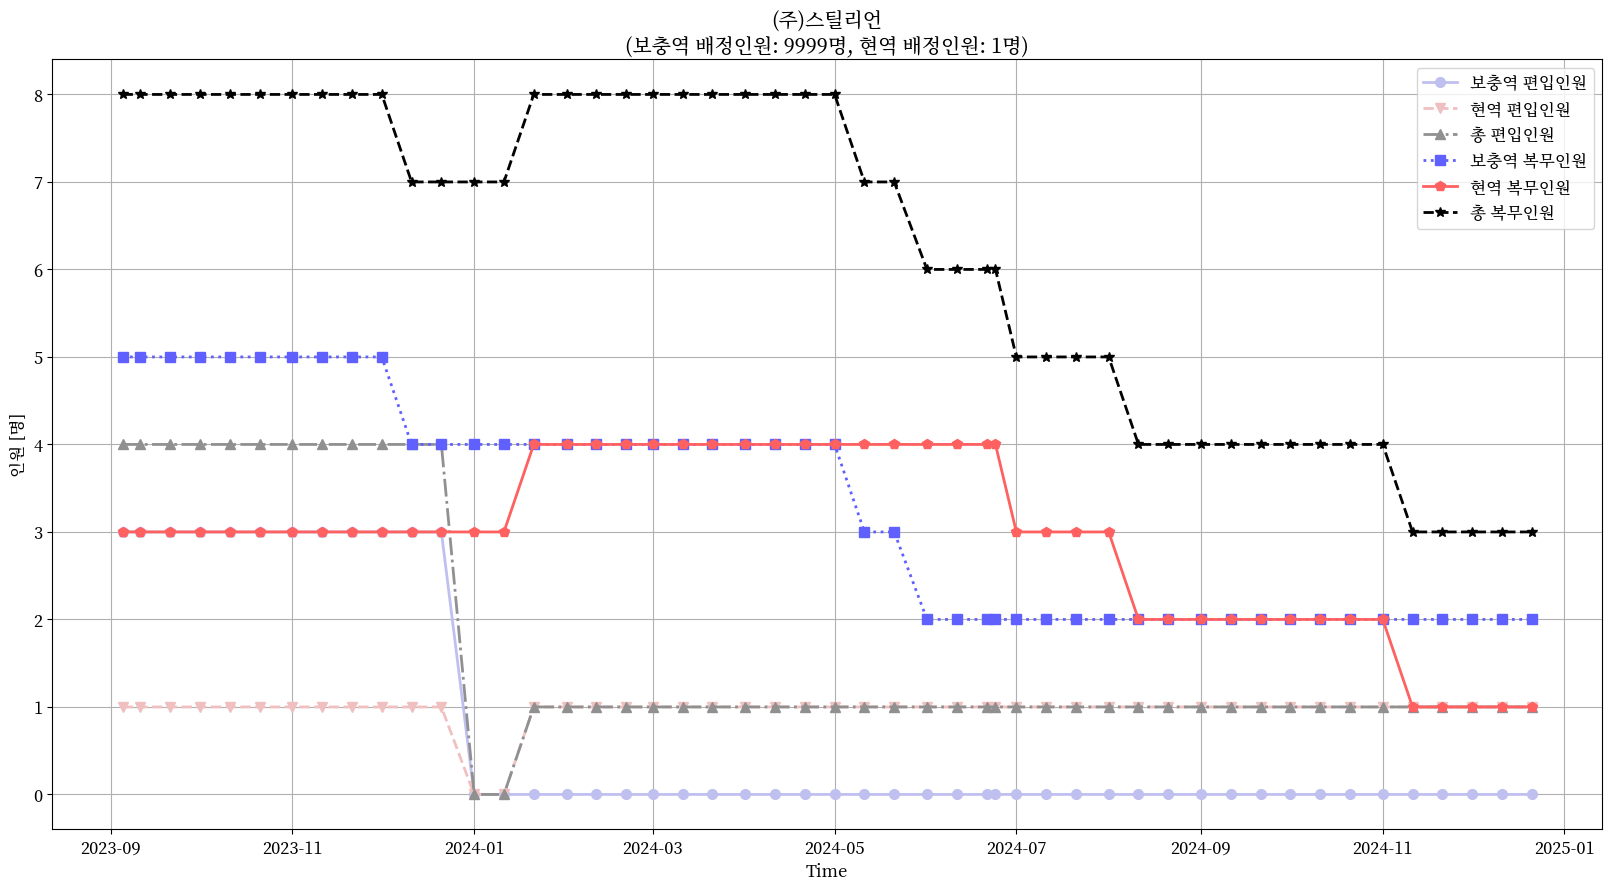 (주)스틸리언
(보충역 배정인원: 9999명, 현역 배정인원: 1명)
보충역 편입인원
현역 편입인원
총 편입인원
보충역 복무인원
현역 복무인원
총 복무인원
인원 [명]
8
7
6
5
4
3
2
1
0
2023-09
2023-11
2024-01
2024-03
2024-05
2024-07
2024-09
2024-11
2025-01
Time